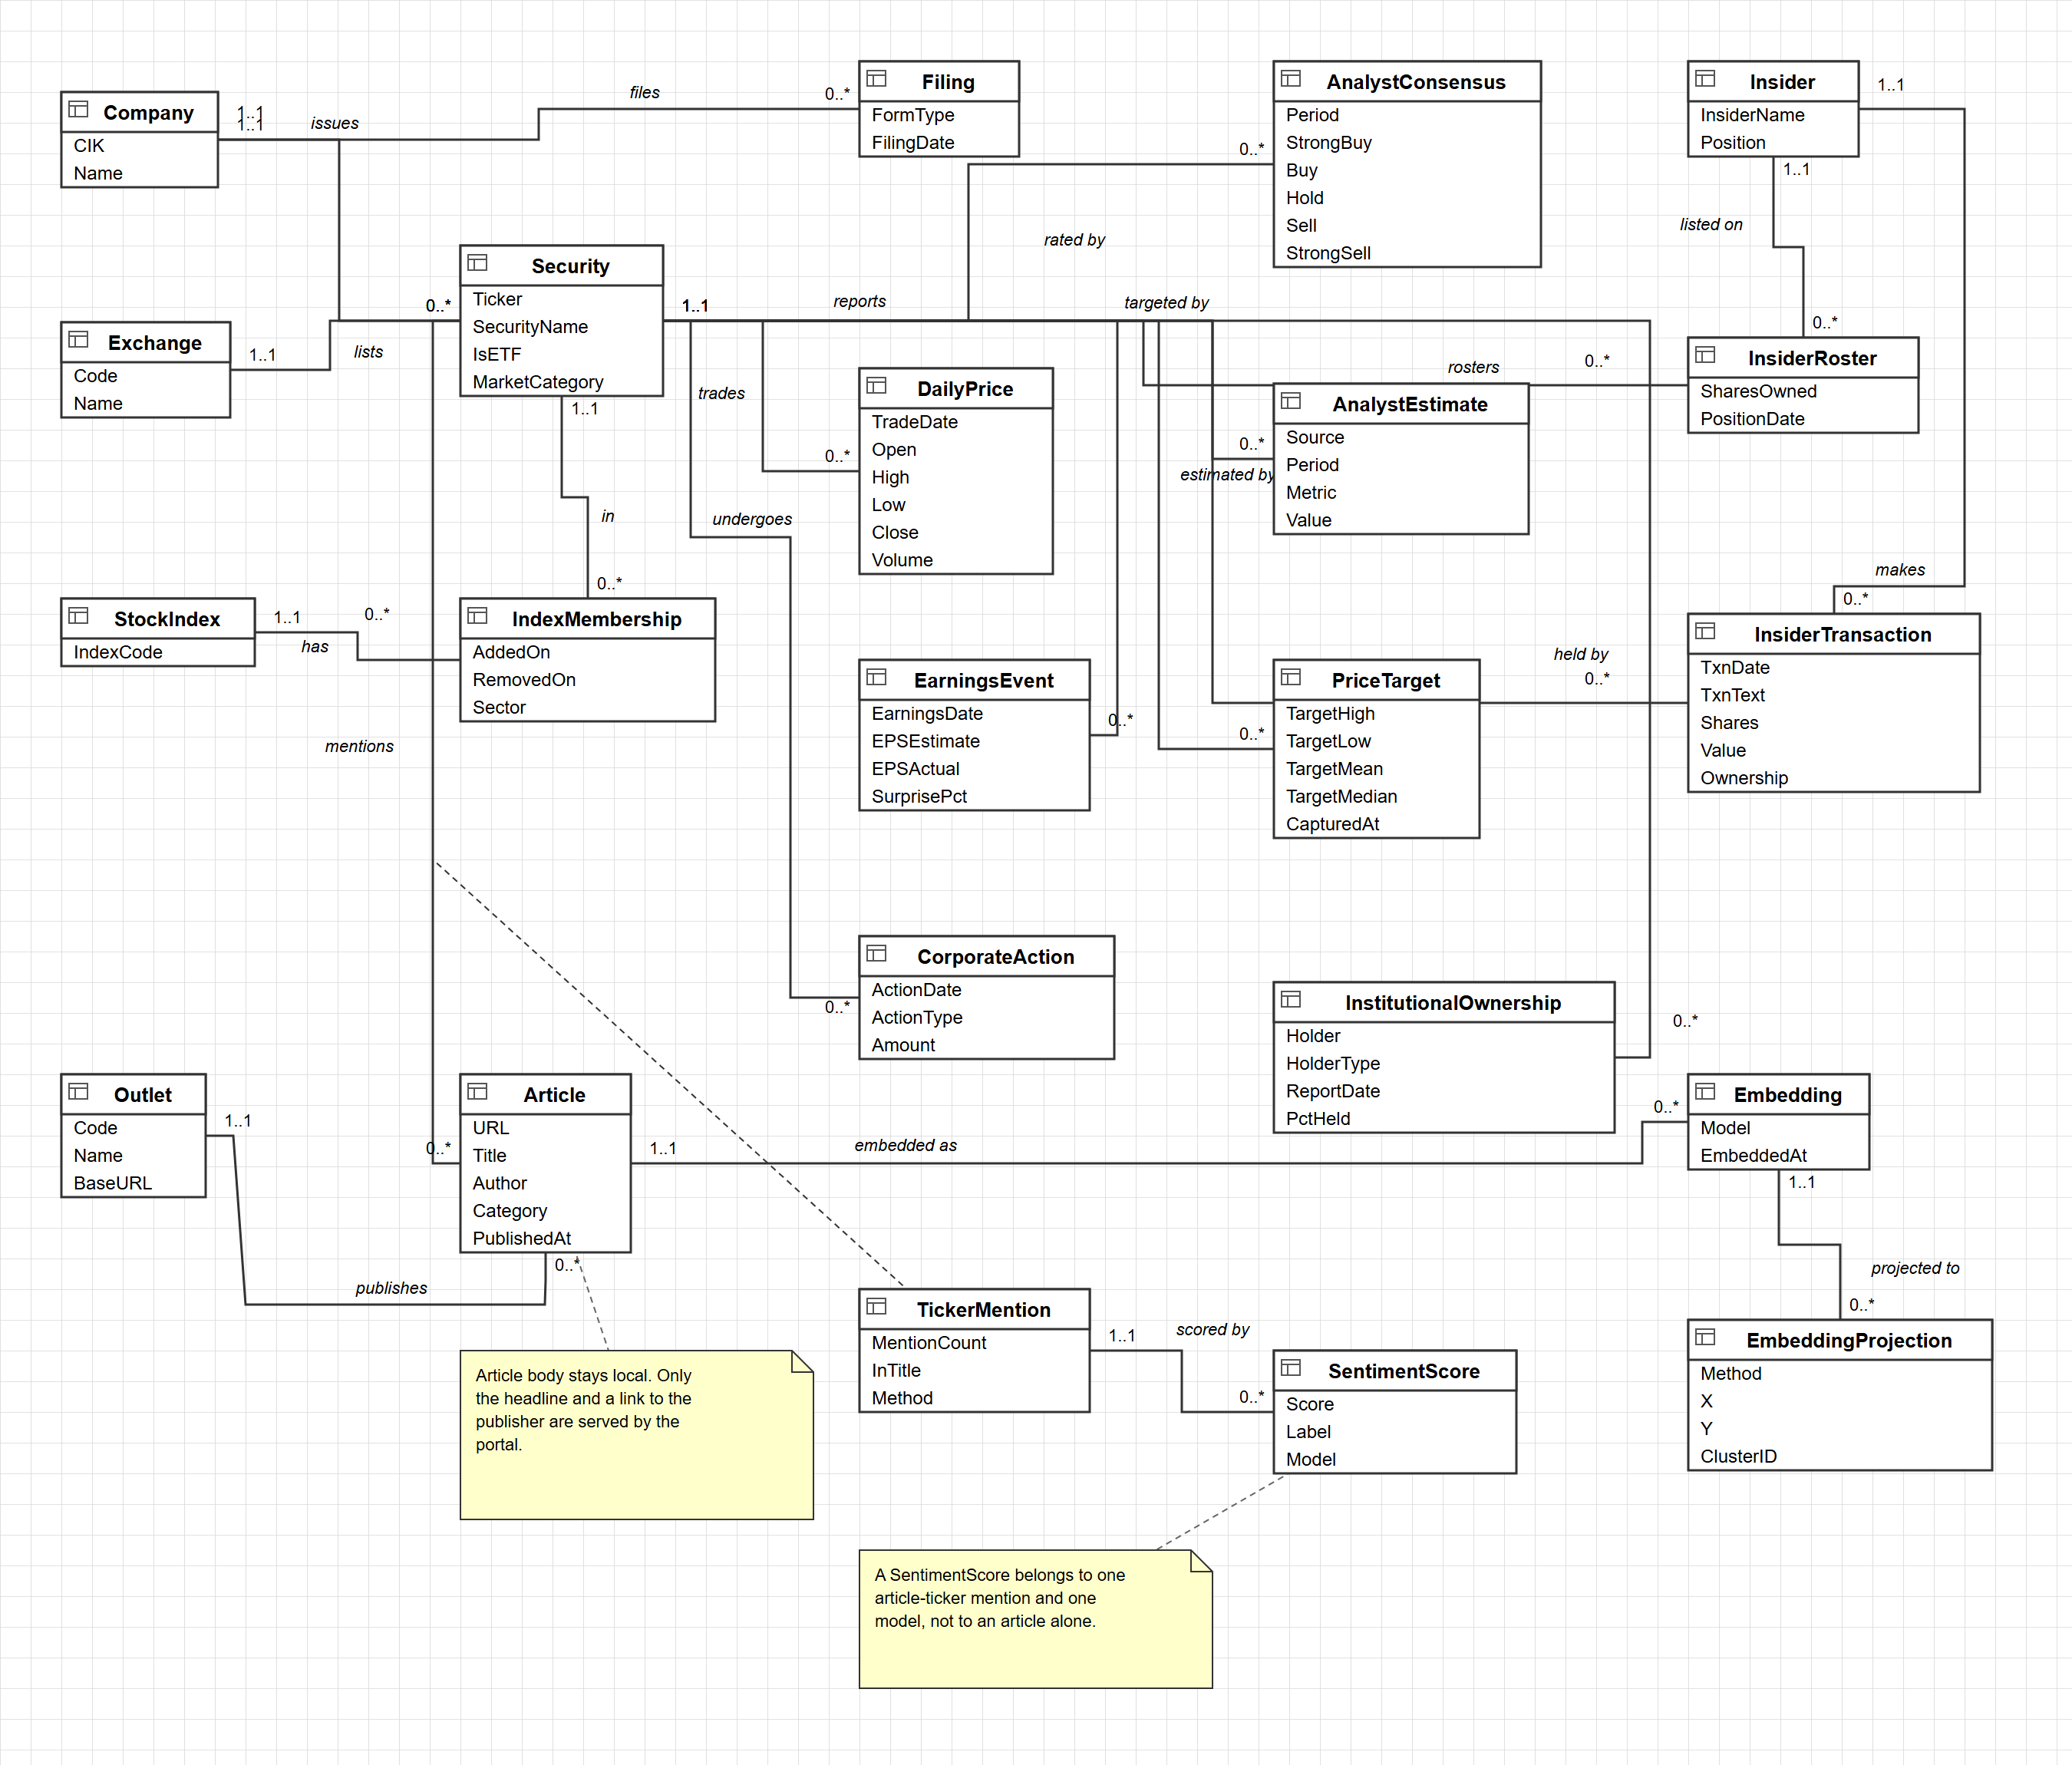 Company
CIK
Name
1..1
1..1
issues
files
0..*
Filing
FormType
FilingDate
AnalystConsensus
Period
StrongBuy
Buy
Hold
Sell
StrongSell
0..*
rated by
Insider
InsiderName
Position
1..1
1..1
listed on
0..*
Exchange
Code
Name
1..1
lists
0..*
Security
Ticker
SecurityName
IsETF
MarketCategory
1..1
1..1
reports
targeted by
trades
undergoes
in
0..*
DailyPrice
TradeDate
Open
High
Low
Close
Volume
0..*
AnalystEstimate
Source
Period
Metric
Value
0..*
estimated by
rosters
0..*
InsiderRoster
SharesOwned
PositionDate
StockIndex
IndexCode
1..1
has
0..*
IndexMembership
AddedOn
RemovedOn
Sector
mentions
EarningsEvent
EarningsDate
EPSEstimate
EPSActual
SurprisePct
0..*
PriceTarget
TargetHigh
TargetLow
TargetMean
TargetMedian
CapturedAt
0..*
held by
0..*
makes
0..*
InsiderTransaction
TxnDate
TxnText
Shares
Value
Ownership
CorporateAction
ActionDate
ActionType
Amount
0..*
InstitutionalOwnership
Holder
HolderType
ReportDate
PctHeld
0..*
Outlet
Code
Name
BaseURL
1..1
publishes
0..*
Article
URL
Title
Author
Category
PublishedAt
0..*
1..1
embedded as
0..*
Embedding
Model
EmbeddedAt
1..1
projected to
0..*
TickerMention
MentionCount
InTitle
Method
1..1
scored by
0..*
SentimentScore
Score
Label
Model
EmbeddingProjection
Method
X
Y
ClusterID
Article body stays local. Only
the headline and a link to the
publisher are served by the
portal.
A SentimentScore belongs to one
article-ticker mention and one
model, not to an article alone.